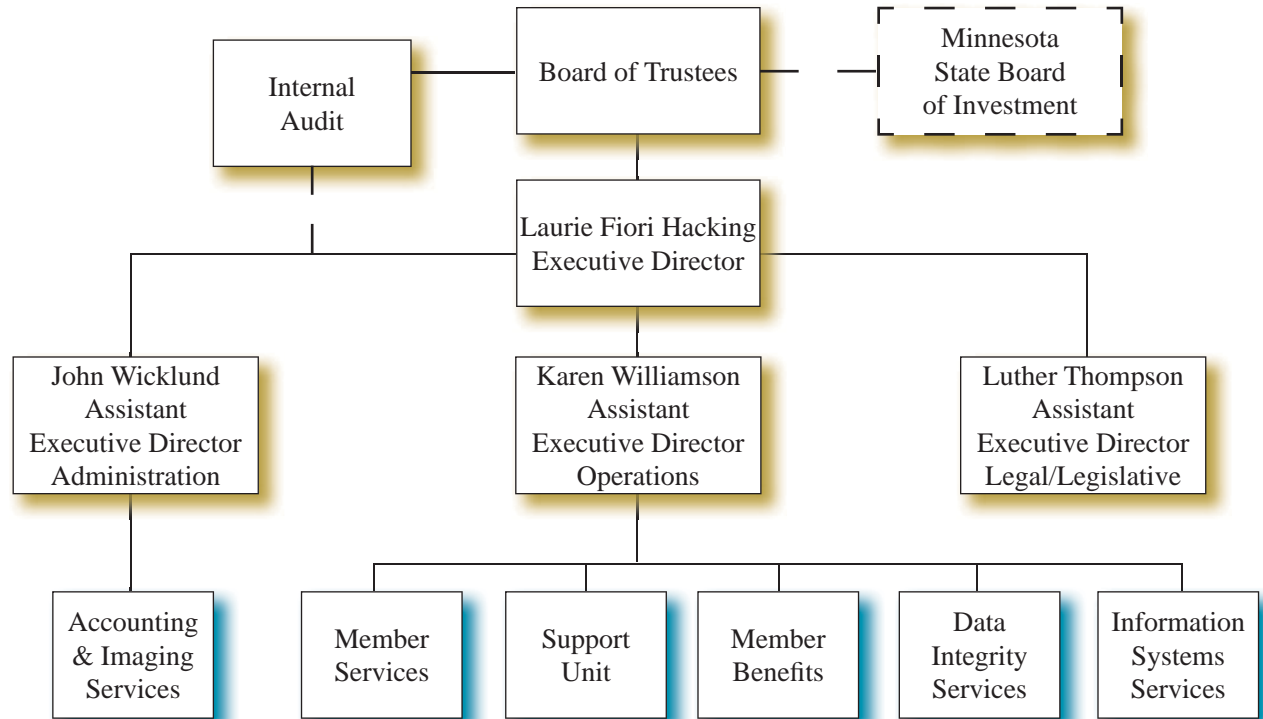 Internal
Audit
Board of Trustees
Minnesota
State Board
of Investment
Laurie Fiori Hacking
Executive Director
John Wicklund
Assistant
Executive Director
Administration
Karen Williamson
Assistant
Executive Director
Operations
Luther Thompson
Assistant
Executive Director
Legal/Legislative
Accounting
& Imaging
Services
Member
Services
Support
Unit
Member
Benefits
Data
Integrity
Services
Information
Systems
Services